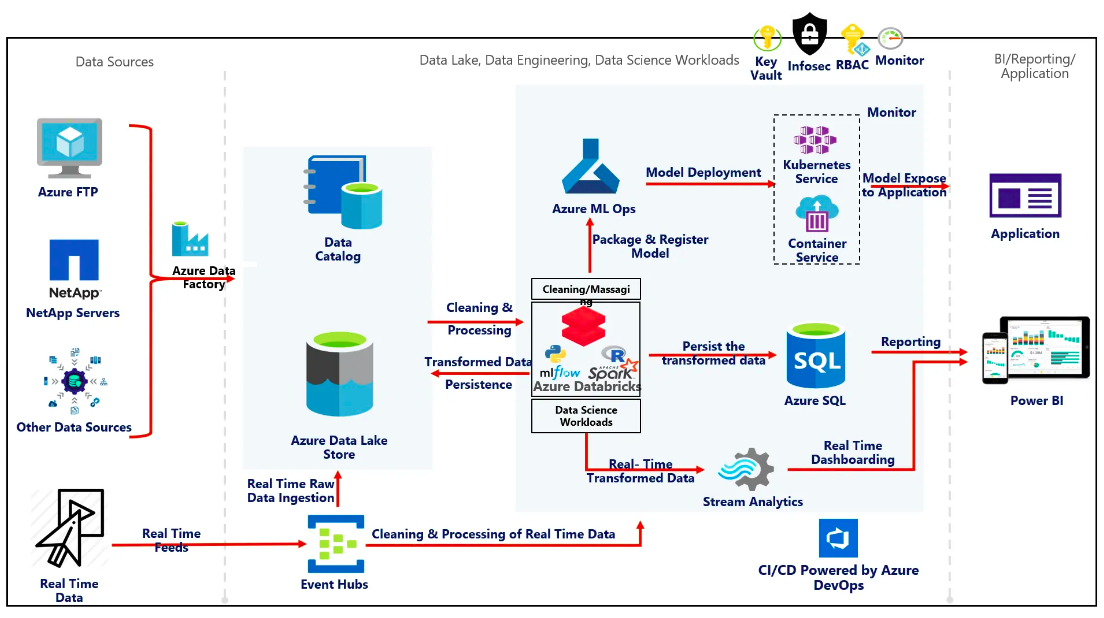 Data Sources
Data Lake, Data Engineering, Data Science Workloads
Key
Vault
Infosec
RBAC
Monitor
BI/Reporting/
Application
Azure FTP
NetApp
NetApp Servers
Other Data Sources
Real Time
Data
Azure Data
Factory
Real Time
Feeds
Data
Catalog
Azure Data Lake
Store
Real Time Raw
Data Ingestion
Event Hubs
Cleaning & Processing of Real Time Data
Cleaning &
Processing
Transformed Data
Persistence
Azure ML Ops
Package & Register
Model
Cleaning/Massagi
ng
mlflow
R
APACHE
Spark
Azure Databricks
Data Science
Workloads
Model Deployment
Monitor
Kubernetes
Service
Container
Service
Model Expose
to Application
Application
Persist the
transformed data
SQL
Azure SQL
Reporting
Power BI
Real- Time
Transformed Data
Stream Analytics
Real Time
Dashboarding
CI/CD Powered by Azure
DevOps